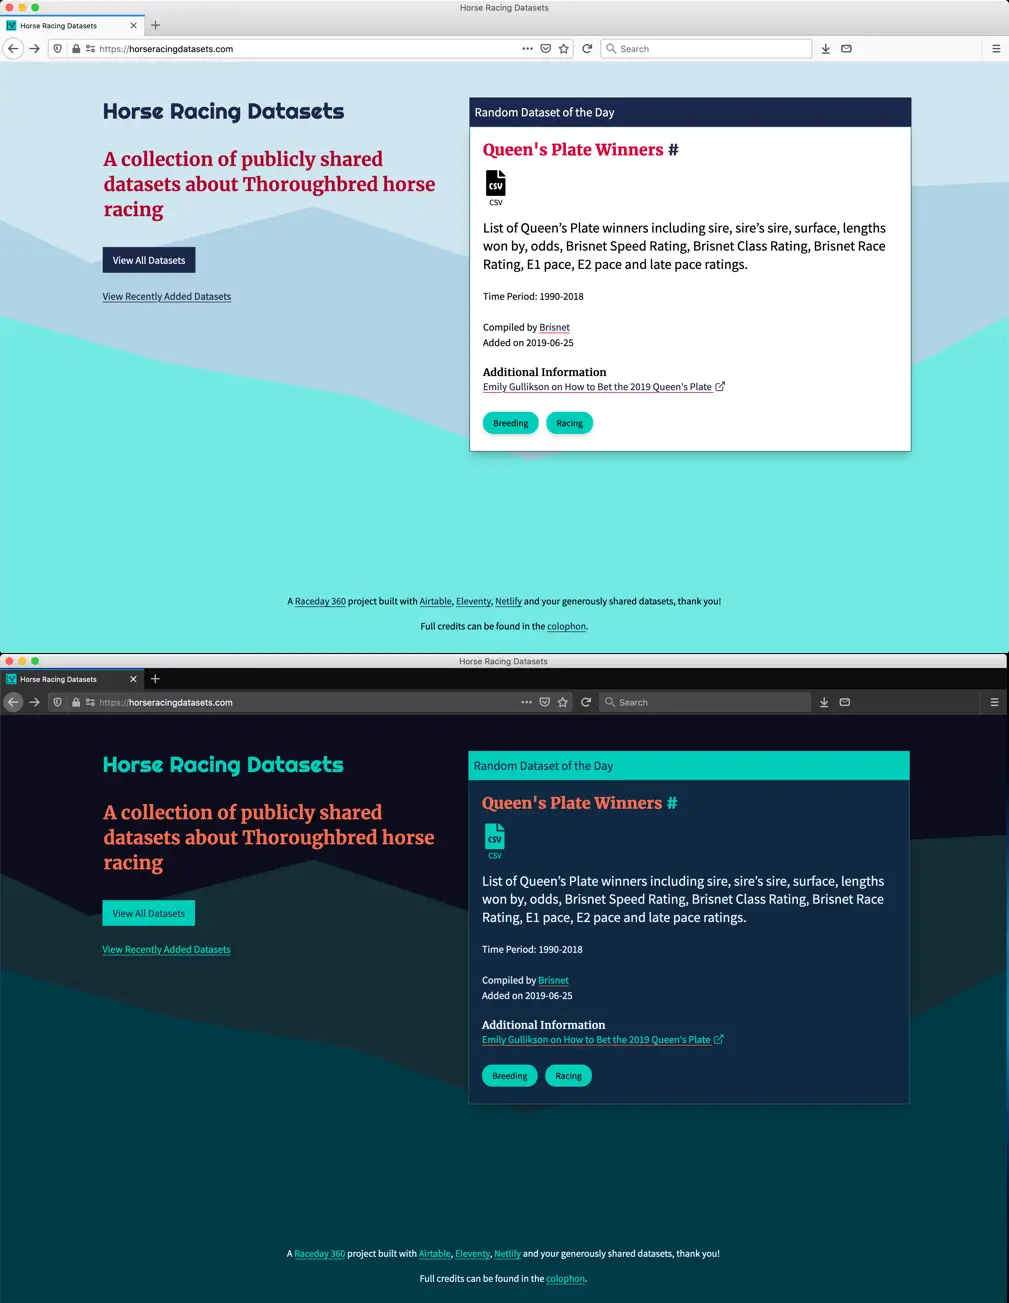 Horse Racing Datasets
Horse Racing Datasets
https://horseracingdatasets.com
Search
Horse Racing Datasets
A collection of publicly shared
datasets about Thoroughbred horse
racing
View All Datasets
View Recently Added Datasets
Random Dataset of the Day
Queen's Plate Winners #
CSV
CSV
List of Queen’s Plate winners including sire, sire’s sire, surface, lengths
won by, odds, Brisnet Speed Rating, Brisnet Class Rating, Brisnet Race
Rating, E1 pace, E2 pace and late pace ratings.
Time Period: 1990-2018
Compiled by Brisnet
Added on 2019-06-25
Additional Information
Emily Gullikson on How to Bet the 2019 Queen's Plate
Breeding Racing
A Raceday 360 project built with Airtable, Eleventy, Netlify and your generously shared datasets, thank you!
Full credits can be found in the colophon.
Horse Racing Datasets
Horse Racing Datasets
https://horseracingdatasets.com
Search
Horse Racing Datasets
A collection of publicly shared
datasets about Thoroughbred horse
racing
View All Datasets
View Recently Added Datasets
Random Dataset of the Day
Queen's Plate Winners #
CSV
CSV
List of Queen’s Plate winners including sire, sire’s sire, surface, lengths
won by, odds, Brisnet Speed Rating, Brisnet Class Rating, Brisnet Race
Rating, E1 pace, E2 pace and late pace ratings.
Time Period: 1990-2018
Compiled by Brisnet
Added on 2019-06-25
Additional Information
Emily Gullikson on How to Bet the 2019 Queen's Plate
Breeding Racing
A Raceday 360 project built with Airtable, Eleventy, Netlify and your generously shared datasets, thank you!
Full credits can be found in the colophon.